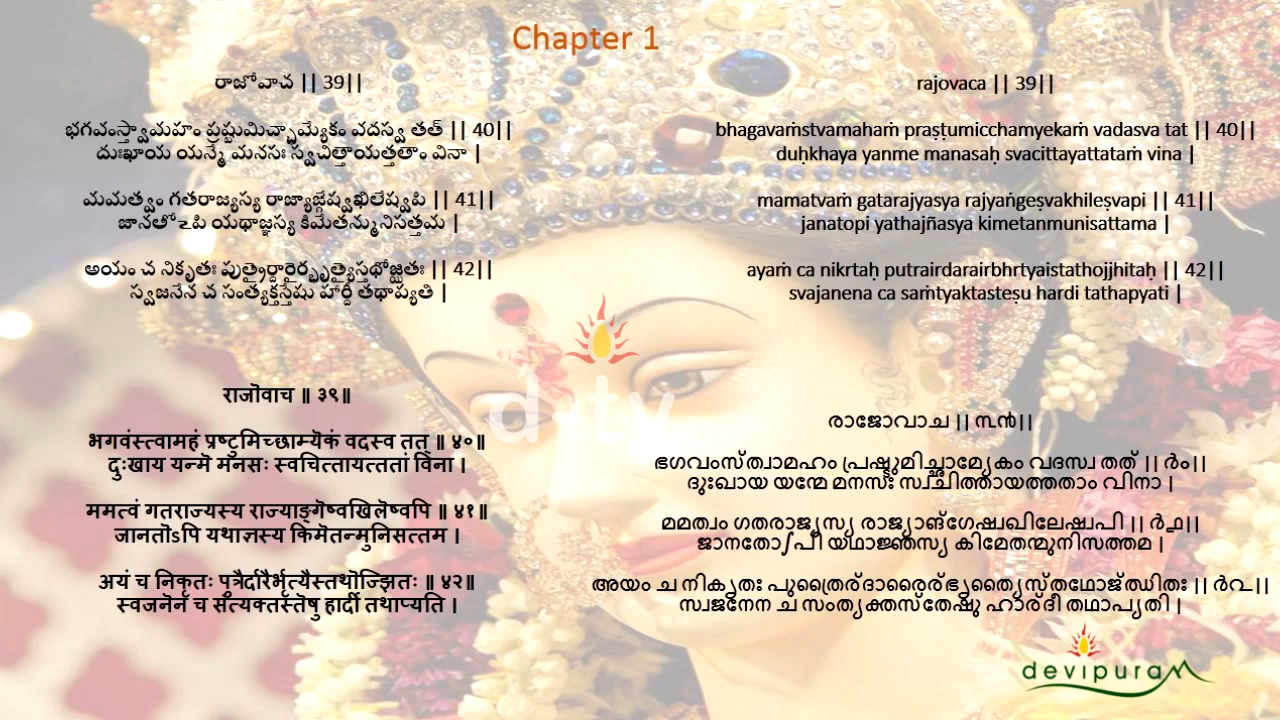 Chapter 1
రాజోవాచ || 39||
భగవంస్త్వామహం ప్రష్టుమిచ్ఛామ్యేకం వదస్వ తత్ || 40||
దుఃఖాయ యన్మే మనసః స్వచిత్తాయత్తతాం వినా |
మమత్వం గతరాజ్యస్య రాజ్యాఙ్గేష్వఖిలేష్వపి || 41||
జానతోఽపి యథాజ్ఞస్య కిమేతన్మునిసత్తమ |
అయం చ నికృతః పుత్రైర్దారైర్భృత్యైస్తథోజ్ఝితః || 42||
స్వజనేన చ సంత్యక్తస్తేషు హార్దీ తథాప్యతి |
rajovaca || 39||
bhagavaṁstvamahaṁ praṣṭumicchamyekaṁ vadasva tat || 40||
duḥkhaya yanme manasaḥ svacittayattataṁ vina |
mamatvaṁ gatarajyasya rajyaṅgeṣvakhileṣvapi || 41||
janatopi yathajñasya kimetanmunisattama |
ayaṁ ca nikrtaḥ putrairdarairbhrtyaistathojjhitaḥ || 42||
svajanena ca saṁtyaktasteṣu hardi tathapyati |
राजॊवाच ॥ ३९॥
भगवंस्त्वामहं प्रष्टुमिच्छाम्यॆकं वदस्व तत् ॥ ४०॥
दुःखाय यन्मॆ मनसः स्वचित्तायत्ततां विना ।
ममत्वं गतराज्यस्य राज्याङ्गॆष्वखिलॆष्वपि ॥ ४१॥
जानतॊऽपि यथाज्ञस्य किमॆतन्मुनिसत्तम ।
अयं च निकृतः पुत्रैर्दारैर्भृत्यैस्तथॊज्झितः ॥ ४२॥
स्वजनॆन च संत्यक्तस्तॆषु हार्दी तथाप्यति ।
രാജോവാച || ൩൯||
ഭഗവംസ്ത്വാമഹം പ്രഷ്ടുമിച്ഛാമ്യേകം വദസ്വ തത് || ൪൦||
ദുഃഖായ യന്മേ മനസഃ സ്വചിത്തായത്തതാം വിനാ |
മമത്വം ഗതരാജ്യസ്യ രാജ്യാങ്ഗേഷ്വഖിലേഷ്വപി || ൪൧||
ജാനതോഽപി യഥാജ്ഞസ്യ കിമേതന്മുനിസത്തമ |
അയം ച നികൃതഃ പുത്രൈര്ദാരൈര്ഭൃത്യൈസ്തഥോജ്ഝിതഃ || ൪൨||
സ്വജനേന ച സംത്യക്തസ്തേഷു ഹാര്ദീ തഥാപ്യതി |
d tv
devipuram